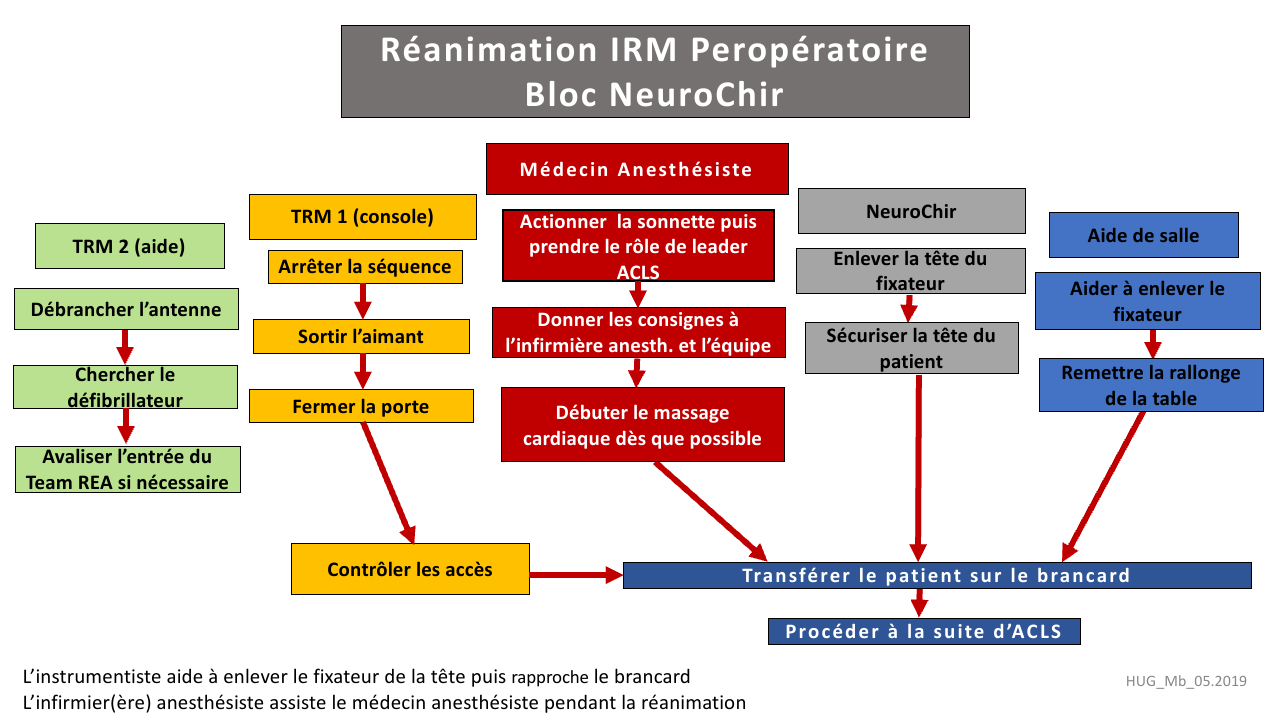 Réanimation IRM Peropératoire
Bloc NeuroChir
TRM 2 (aide)
Débrancher l’antenne
Chercher le
défibrillateur
Avaliser l’entrée du
Team REA si nécessaire
TRM 1 (console)
Arrêter la séquence
Sortir l’aimant
Fermer la porte
Contrôler les accès
Médecin Anesthésiste
Actionner la sonnette puis
prendre le rôle de leader
ACLS
Donner les consignes à
l’infirmière anesth. et l’équipe
Débuter le massage
cardiaque dès que possible
NeuroChir
Enlever la tête du
fixateur
Sécuriser la tête du
patient
Aide de salle
Aider à enlever le
fixateur
Remettre la rallonge
de la table
Transférer le patient sur le brancard
Procéder à la suite d’ACLS
L’instrumentiste aide à enlever le fixateur de la tête puis rapproche le brancard
L’infirmier(ère) anesthésiste assiste le médecin anesthésiste pendant la réanimation
HUG_Mb_05.2019